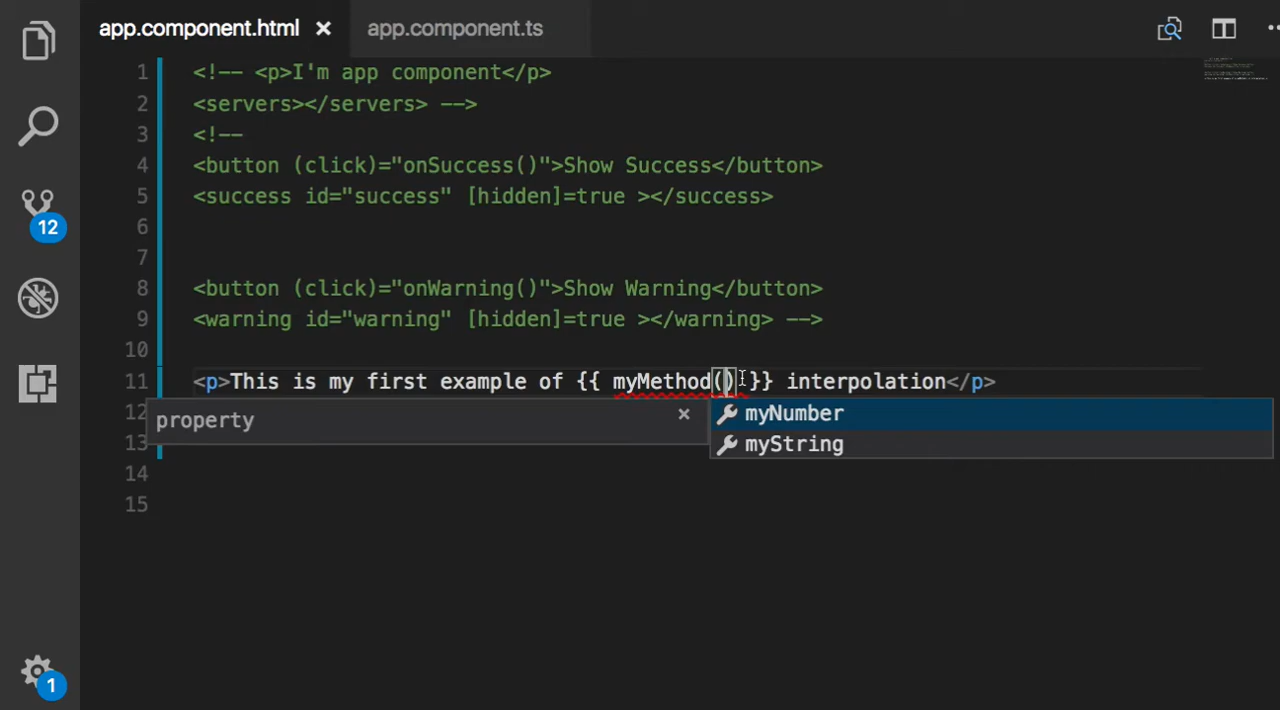 app.component.html × app.component.ts
1 <!-- <p>I'm app component</p>
2 <servers></servers> -->
3 <!--
4 <button (click)="onSuccess()">Show Success</button>
5 <success id="success" [hidden]=true ></success>
6
7
8 <button (click)="onWarning()">Show Warning</button>
9 <warning id="warning" [hidden]=true ></warning> -->
10
11 <p>This is my first example of {{ myMethod() }} interpolation</p>
12
property × myNumber
myString
13
14
15
12
1